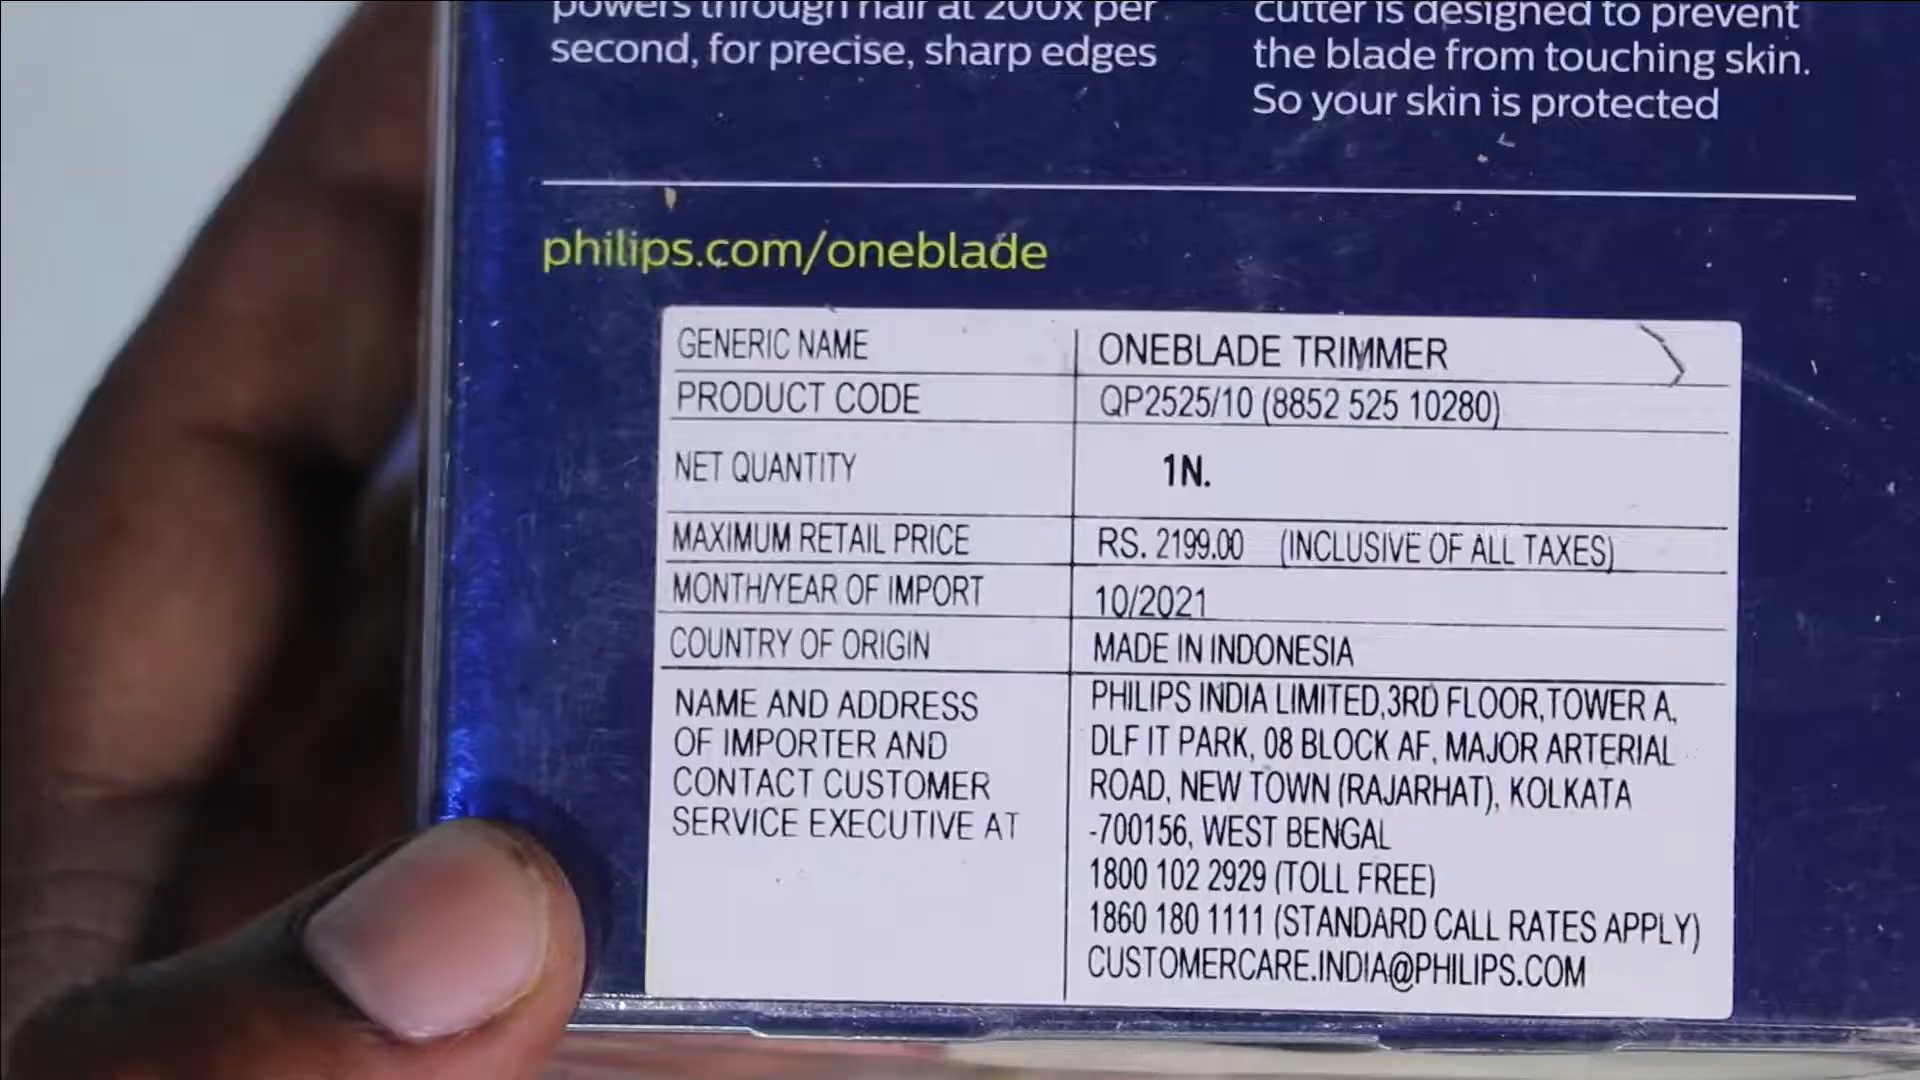 powers through hair at 200x per
second, for precise, sharp edges
cutter is designed to prevent
the blade from touching skin.
So your skin is protected
philips.com/oneblade
GENERIC NAME ONEBLADE TRIMMER
PRODUCT CODE QP2525/10 (8852 525 10280)
NET QUANTITY 1N.
MAXIMUM RETAIL PRICE RS. 2199.00 (INCLUSIVE OF ALL TAXES)
MONTH/YEAR OF IMPORT 10/2021
COUNTRY OF ORIGIN MADE IN INDONESIA
NAME AND ADDRESS
OF IMPORTER AND
CONTACT CUSTOMER
SERVICE EXECUTIVE AT
PHILIPS INDIA LIMITED,3RD FLOOR,TOWER A,
DLF IT PARK, 08 BLOCK AF, MAJOR ARTERIAL
ROAD, NEW TOWN (RAJARHAT), KOLKATA
-700156, WEST BENGAL
1800 102 2929 (TOLL FREE)
1860 180 1111 (STANDARD CALL RATES APPLY)
CUSTOMERCARE.INDIA@PHILIPS.COM